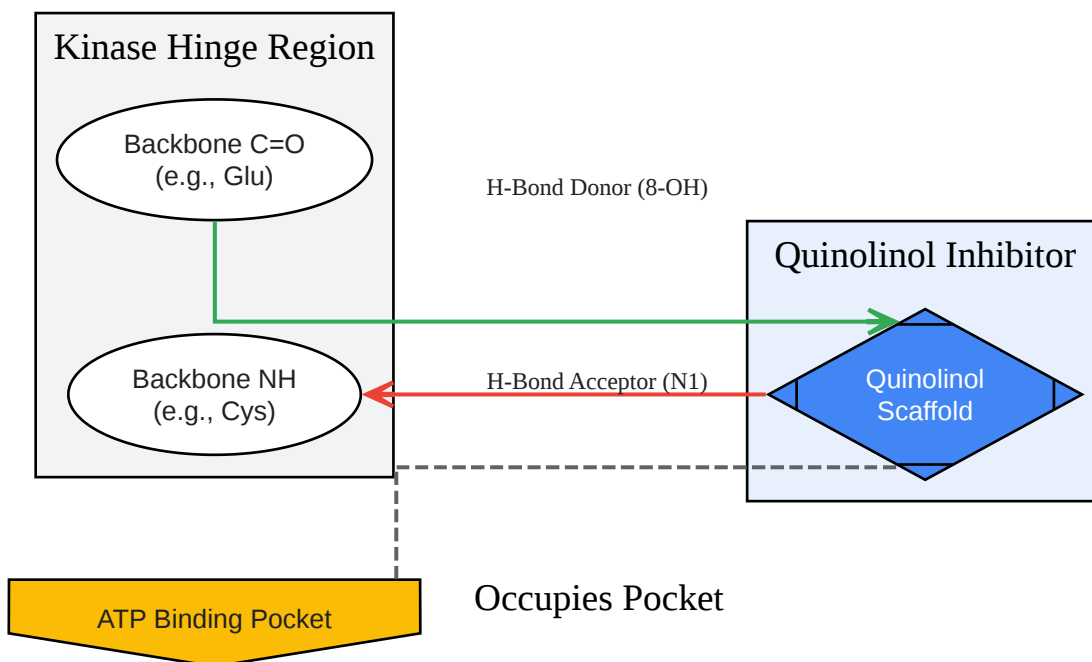 Kinase Hinge Region
Backbone C=O
(e.g., Glu)
H-Bond Donor (8-OH)
Quinolinol Inhibitor
Backbone NH
(e.g., Cys)
H-Bond Acceptor (N1)
Quinolinol
Scaffold
Occupies Pocket
ATP Binding Pocket